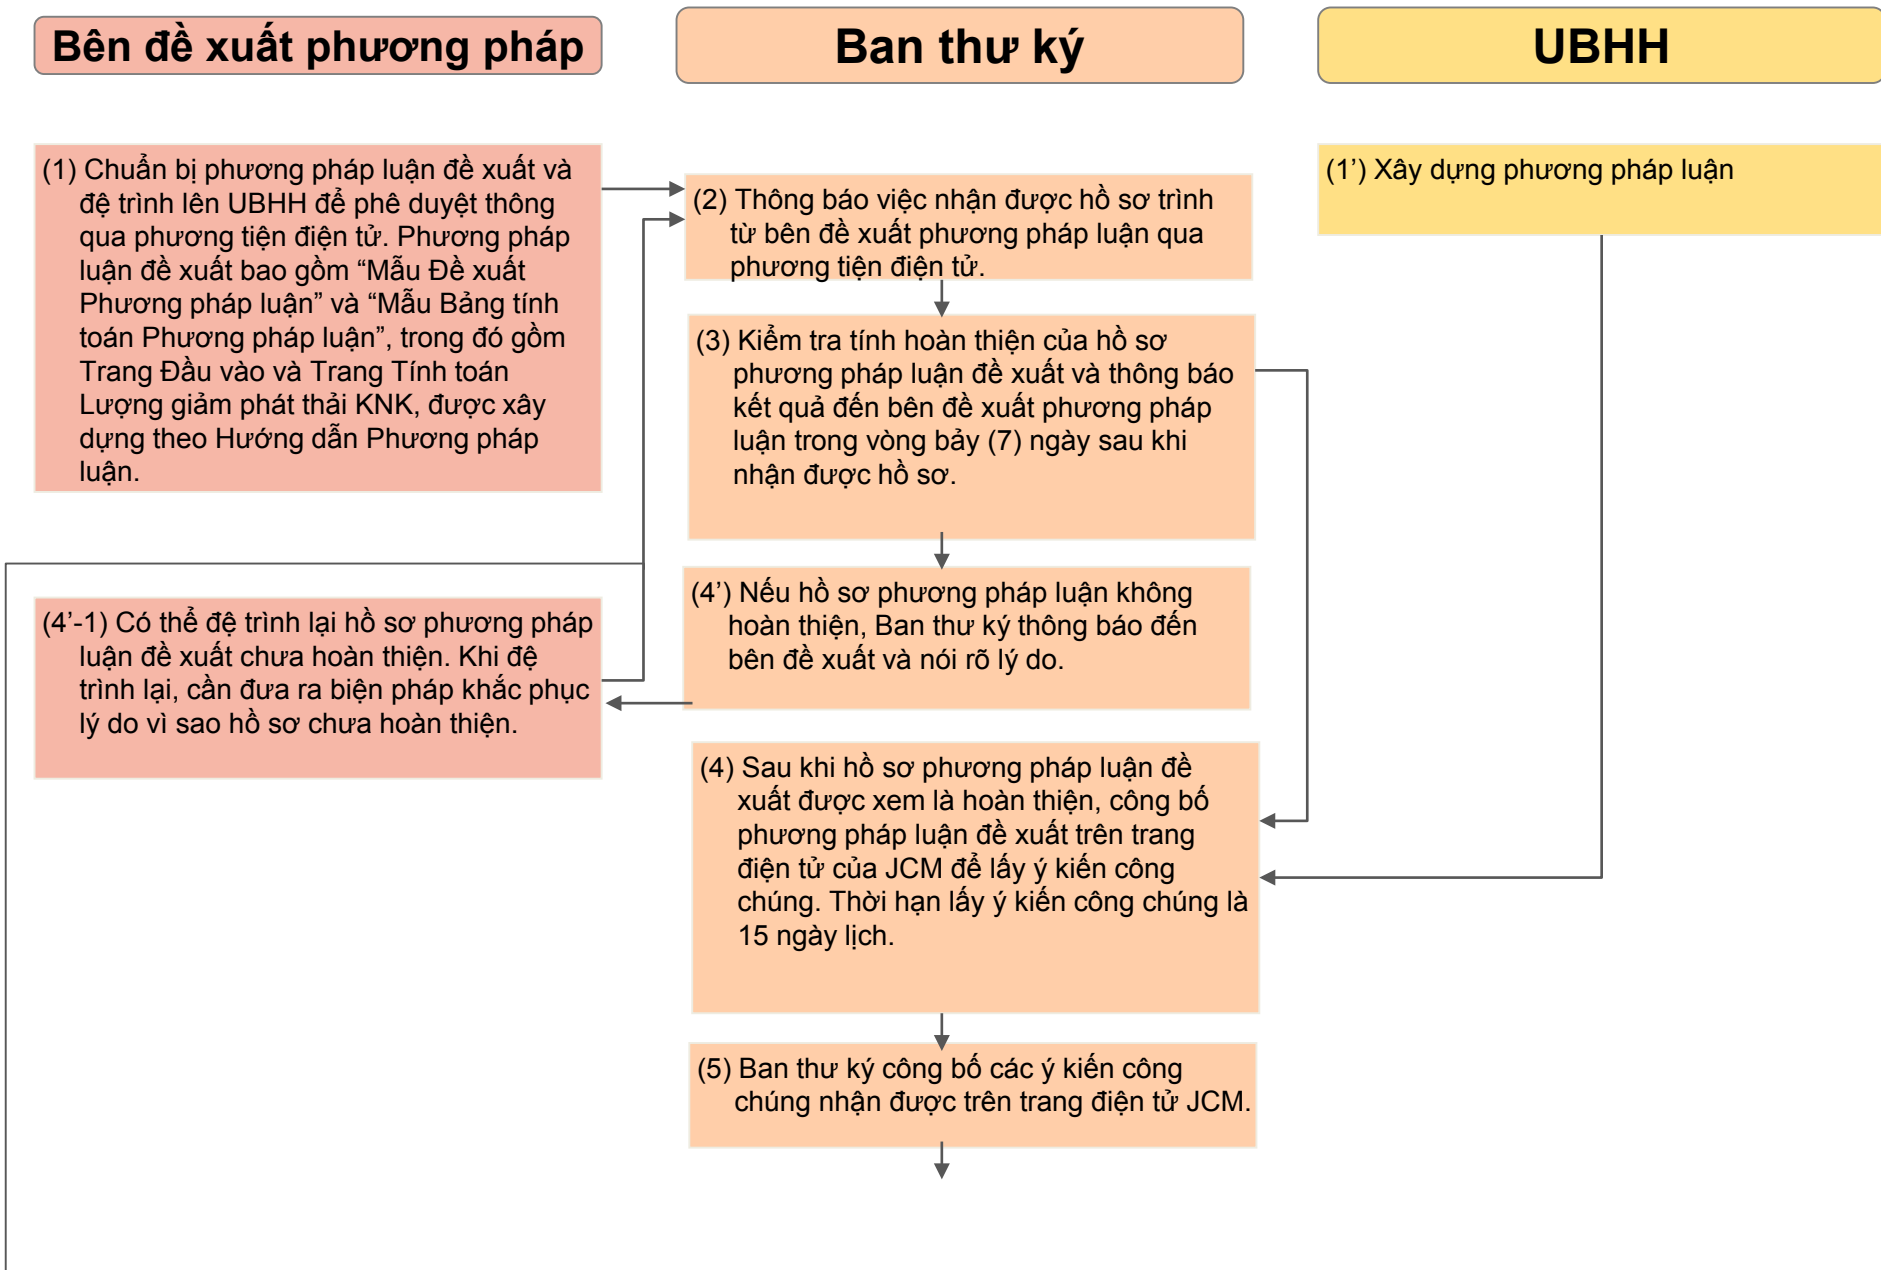 Bên đề xuất phương pháp
Ban thư ký
UBHH
(1) Chuẩn bị phương pháp luận đề xuất và
đệ trình lên UBHH để phê duyệt thông
qua phương tiện điện tử. Phương pháp
luận đề xuất bao gồm “Mẫu Đề xuất
Phương pháp luận” và “Mẫu Bảng tính
toán Phương pháp luận”, trong đó gồm
Trang Đầu vào và Trang Tính toán
Lượng giảm phát thải KNK, được xây
dựng theo Hướng dẫn Phương pháp
luận.
(2) Thông báo việc nhận được hồ sơ trình
từ bên đề xuất phương pháp luận qua
phương tiện điện tử.
(1’) Xây dựng phương pháp luận
(3) Kiểm tra tính hoàn thiện của hồ sơ
phương pháp luận đề xuất và thông báo
kết quả đến bên đề xuất phương pháp
luận trong vòng bảy (7) ngày sau khi
nhận được hồ sơ.
(4’) Nếu hồ sơ phương pháp luận không
hoàn thiện, Ban thư ký thông báo đến
bên đề xuất và nói rõ lý do.
(4’-1) Có thể đệ trình lại hồ sơ phương pháp
luận đề xuất chưa hoàn thiện. Khi đệ
trình lại, cần đưa ra biện pháp khắc phục
lý do vì sao hồ sơ chưa hoàn thiện.
(4) Sau khi hồ sơ phương pháp luận đề
xuất được xem là hoàn thiện, công bố
phương pháp luận đề xuất trên trang
điện tử của JCM để lấy ý kiến công
chúng. Thời hạn lấy ý kiến công chúng là
15 ngày lịch.
(5) Ban thư ký công bố các ý kiến công
chúng nhận được trên trang điện tử JCM.